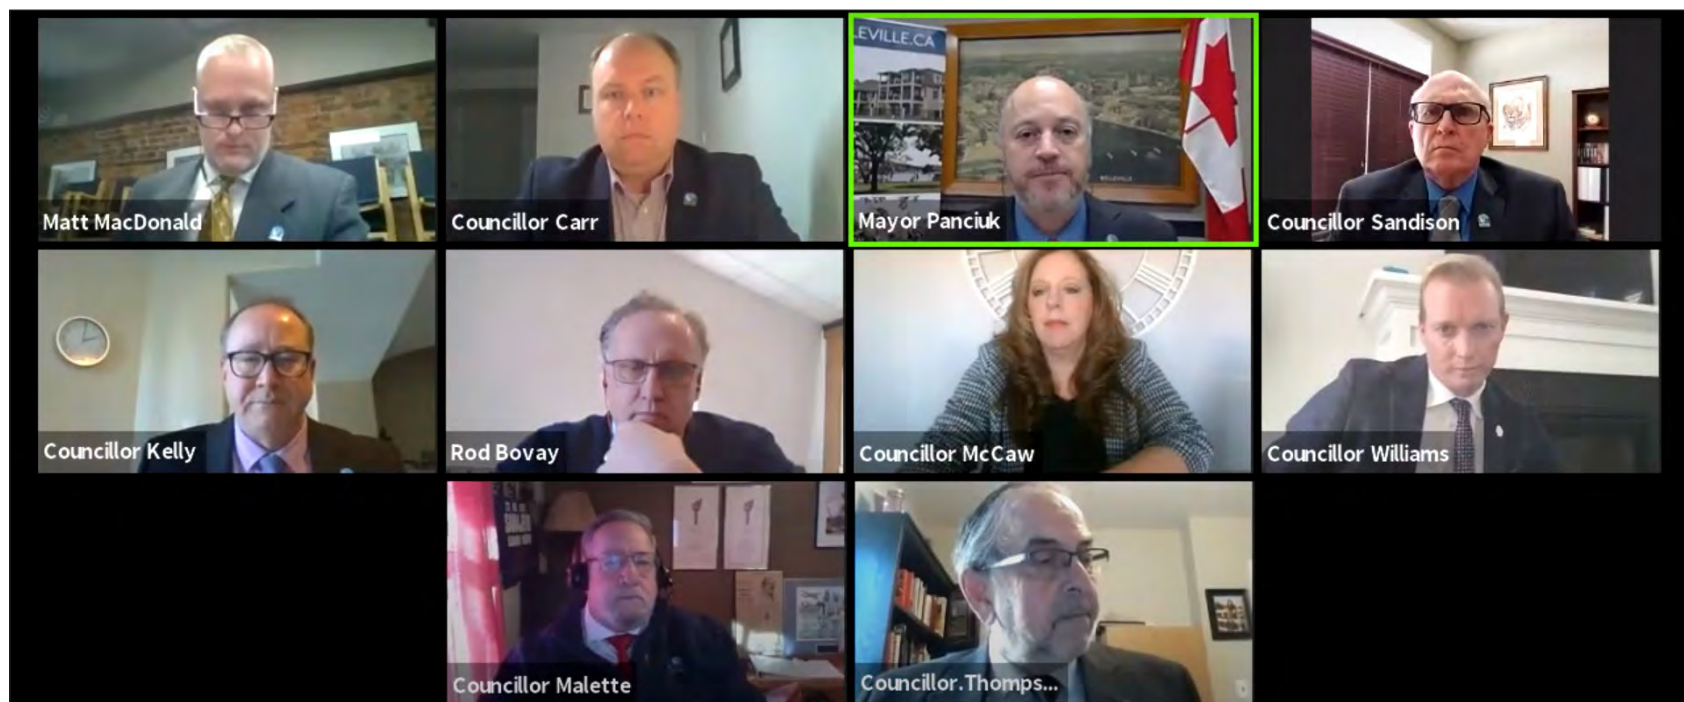 LEVILLE.CA
Matt MacDonald
Councillor Carr
Mayor Panciuk
Councillor Sandison
BELLEVILLE
Councillor Kelly
Rod Bovay
Councillor McCaw
Councillor Williams
Councillor Malette
Councillor.Thomps...